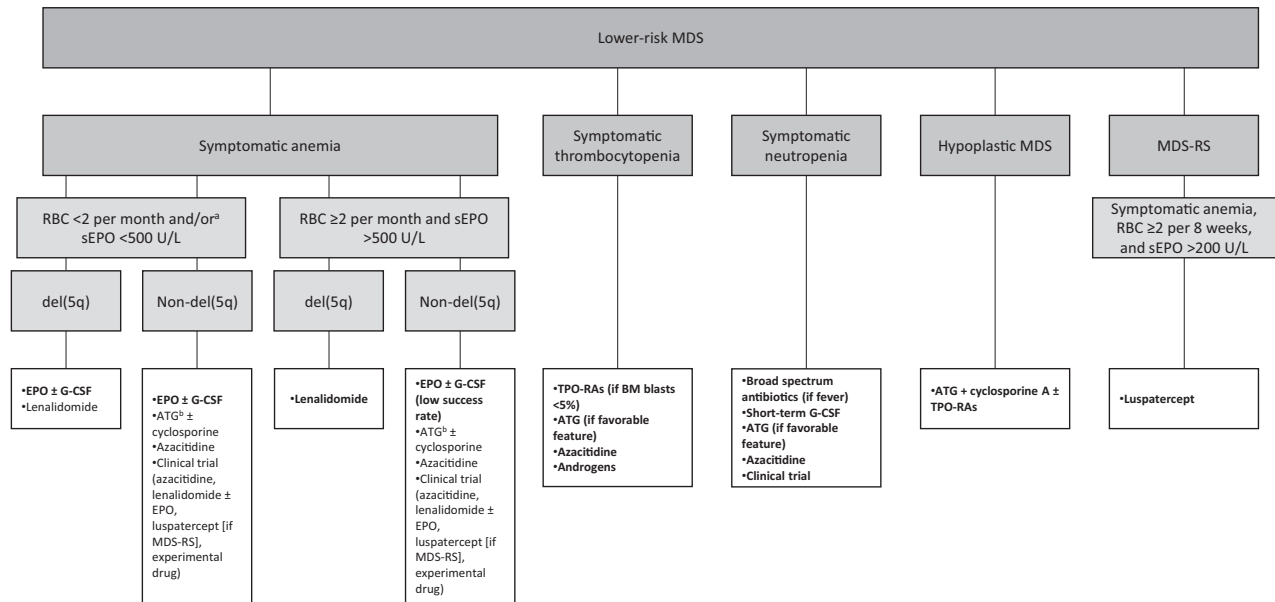 Lower-risk MDS
Symptomatic anemia
Symptomatic
thrombocytopenia
Symptomatic
neutropenia
Hypoplastic MDS
MDS-RS
RBC <2 per month and/orᵃ
sEPO <500 U/L
RBC ≥2 per month and sEPO
>500 U/L
Symptomatic anemia,
RBC ≥2 per 8 weeks,
and sEPO >200 U/L
del(5q)
Non-del(5q)
del(5q)
Non-del(5q)
•EPO ± G-CSF
•Lenalidomide
•EPO ± G-CSF
•ATGᵇ ±
cyclosporine
•Azacitidine
•Clinical trial
(azacitidine,
lenalidomide ±
EPO,
luspatercept [if
MDS-RS],
experimental
drug)
•Lenalidomide
•EPO ± G-CSF
(low success
rate)
•ATGᵇ ±
cyclosporine
•Azacitidine
•Clinical trial
(azacitidine,
lenalidomide ±
EPO,
luspatercept [if
MDS-RS],
experimental
drug)
•TPO-RAs (if BM blasts
<5%)
•ATG (if favorable
feature)
•Azacitidine
•Androgens
•Broad spectrum
antibiotics (if fever)
•Short-term G-CSF
•ATG (if favorable
feature)
•Azacitidine
•Clinical trial
•ATG + cyclosporine A ±
TPO-RAs
•Luspatercept